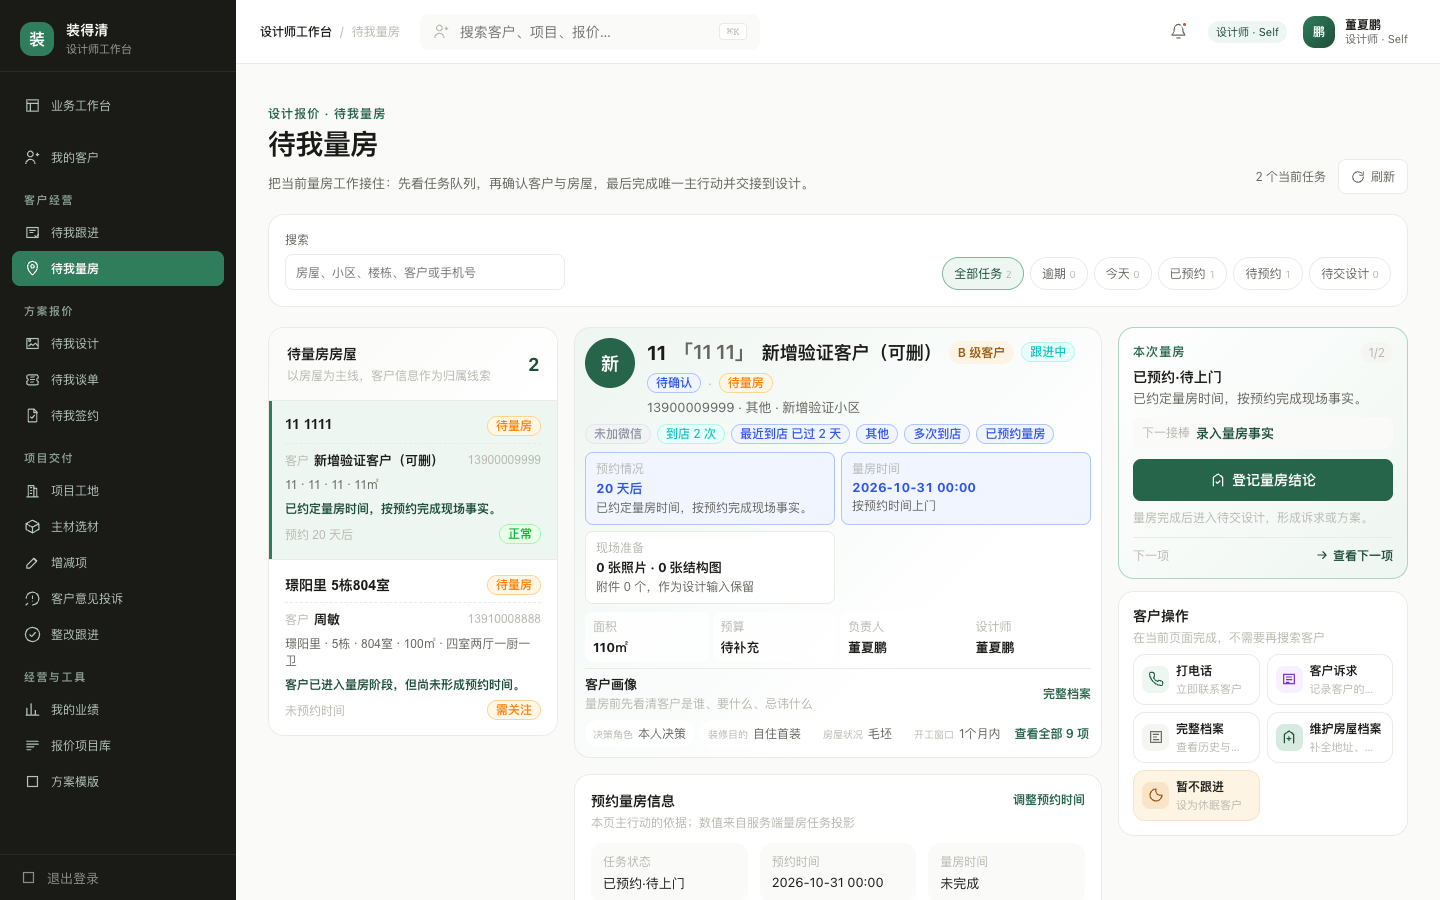 装
装得清
设计师工作台
业务工作台
我的客户
客户经营
待我跟进
待我量房
方案报价
待我设计
待我谈单
待我签约
项目交付
项目工地
主材选材
增减项
客户意见投诉
整改跟进
经营与工具
我的业绩
报价项目库
方案模版
退出登录
设计师工作台 / 待我量房
搜索客户、项目、报价...
⌘K
设计师 · Self
鹏
董夏鹏
设计师 · Self
设计报价 · 待我量房
待我量房
把当前量房工作接住：先看任务队列，再确认客户与房屋，最后完成唯一主行动并交接到设计。
2 个当前任务
刷新
搜索
房屋、小区、楼栋、客户或手机号
全部任务 2
逾期 0
今天 0
已预约 1
待预约 1
待交设计 0
待量房房屋
以房屋为主线，客户信息作为归属线索
2
11 1111
待量房
客户 新增验证客户（可删）
13900009999
11 · 11 · 11 · 11㎡
已约定量房时间，按预约完成现场事实。
预约 20 天后
正常
璟阳里 5栋804室
待量房
客户 周敏
13910008888
璟阳里 · 5栋 · 804室 · 100㎡ · 四室两厅一厨一
卫
客户已进入量房阶段，但尚未形成预约时间。
未预约时间
需关注
新
11 「11 11」 新增验证客户（可删）
B 级客户
跟进中
待确认 · 待量房
13900009999 · 其他 · 新增验证小区
未加微信
到店 2 次
最近到店 已过 2 天
其他
多次到店
已预约量房
预约情况
20 天后
已约定量房时间，按预约完成现场事实。
量房时间
2026-10-31 00:00
按预约时间上门
现场准备
0 张照片 · 0 张结构图
附件 0 个，作为设计输入保留
面积
110㎡
预算
待补充
负责人
董夏鹏
设计师
董夏鹏
客户画像
量房前先看清客户是谁、要什么、忌讳什么
完整档案
决策角色 本人决策
装修目的 自住首装
房屋状况 毛坯
开工窗口 1个月内
查看全部 9 项
预约量房信息
本页主行动的依据；数值来自服务端量房任务投影
调整预约时间
任务状态
已预约·待上门
预约时间
2026-10-31 00:00
量房时间
未完成
本次量房
1/2
已预约·待上门
已约定量房时间，按预约完成现场事实。
下一接棒 录入量房事实
登记量房结论
量房完成后进入待交设计，形成诉求或方案。
下一项
→ 查看下一项
客户操作
在当前页面完成，不需要再搜索客户
打电话
立即联系客户
客户诉求
记录客户的...
完整档案
查看历史与...
维护房屋档案
补全地址、...
暂不跟进
设为休眠客户